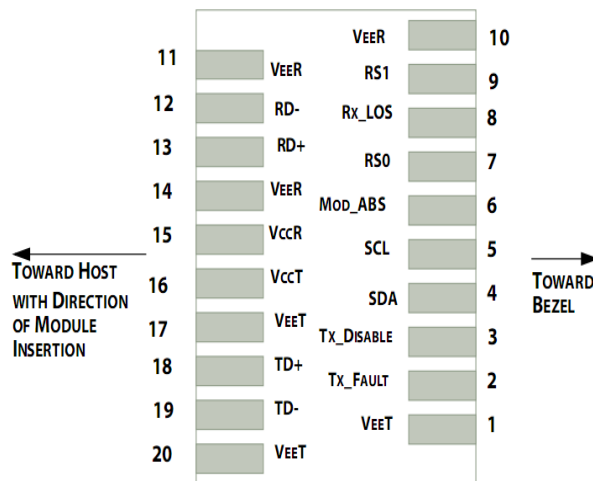 VEER 10
11 VEER
RS1 9
12 RD-
RX_LOS 8
13 RD+
RS0 7
14 VEER
MOD_ABS 6
15 VCCR
SCL 5
TOWARD HOST
WITH DIRECTION
OF MODULE
INSERTION
TOWARD
BEZEL
16 VCCT
SDA 4
17 VEET
TX_DISABLE 3
18 TD+
TX_FAULT 2
19 TD-
VEET 1
20 VEET